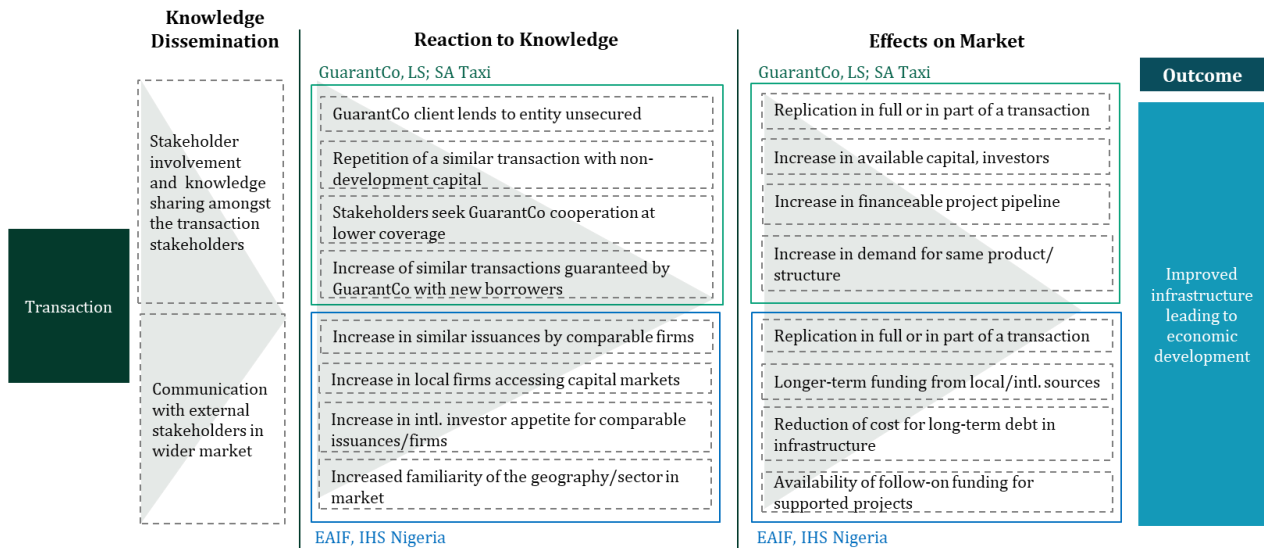 Knowledge
Dissemination
Reaction to Knowledge
Effects on Market
GuarantCo, LS; SA Taxi
GuarantCo, LS; SA Taxi
Outcome
Transaction
Stakeholder
involvement
and knowledge
sharing amongst
the transaction
stakeholders
Communication
with external
stakeholders in
wider market
GuarantCo client lends to entity unsecured
Repetition of a similar transaction with non-
development capital
Stakeholders seek GuarantCo cooperation at
lower coverage
Increase of similar transactions guaranteed by
GuarantCo with new borrowers
Increase in similar issuances by comparable firms
Increase in local firms accessing capital markets
Increase in intl. investor appetite for comparable
issuances/firms
Increased familiarity of the geography/sector in
market
EAIF, IHS Nigeria
Replication in full or in part of a transaction
Increase in available capital, investors
Increase in financeable project pipeline
Increase in demand for same product/
structure
Replication in full or in part of a transaction
Longer-term funding from local/intl. sources
Reduction of cost for long-term debt in
infrastructure
Availability of follow-on funding for
supported projects
EAIF, IHS Nigeria
Improved
infrastructure
leading to
economic
development